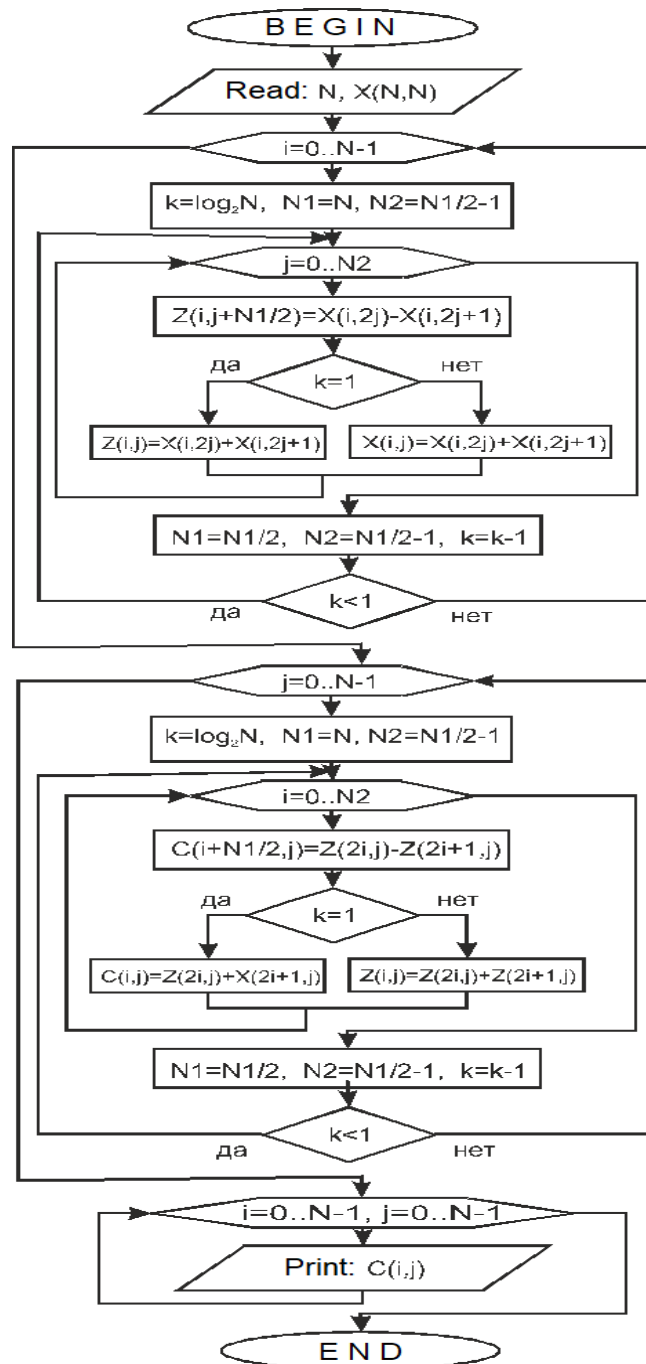 B E G I N
Read: N, X(N,N)
i=0..N-1
k=log₂N, N1=N, N2=N1/2-1
j=0..N2
Z(i,j+N1/2)=X(i,2j)-X(i,2j+1)
да нет
k=1
Z(i,j)=X(i,2j)+X(i,2j+1) X(i,j)=X(i,2j)+X(i,2j+1)
N1=N1/2, N2=N1/2-1, k=k-1
k<1
да нет
j=0..N-1
k=log₂N, N1=N, N2=N1/2-1
i=0..N2
C(i+N1/2,j)=Z(2i,j)-Z(2i+1,j)
да нет
k=1
C(i,j)=Z(2i,j)+X(2i+1,j) Z(i,j)=Z(2i,j)+Z(2i+1,j)
N1=N1/2, N2=N1/2-1, k=k-1
k<1
да нет
i=0..N-1, j=0..N-1
Print: C(i,j)
E N D